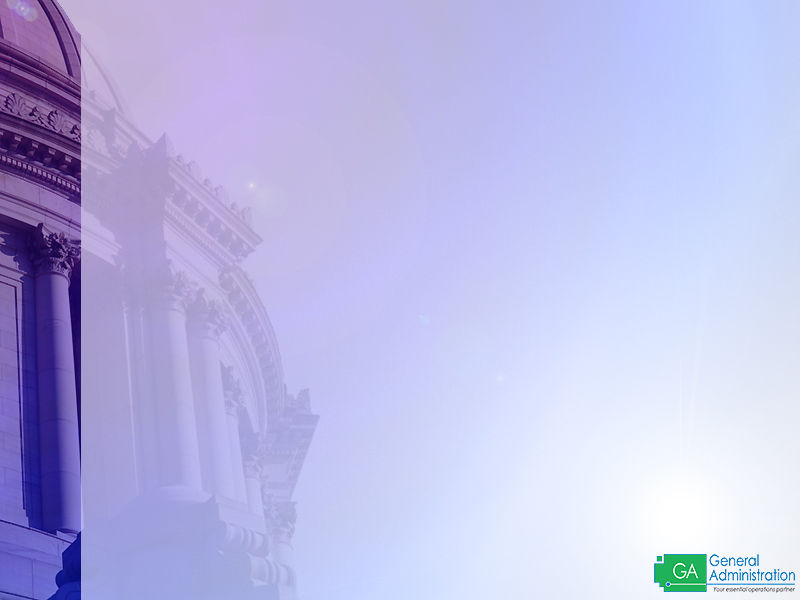 GA
General
Administration
Your essential operations partner